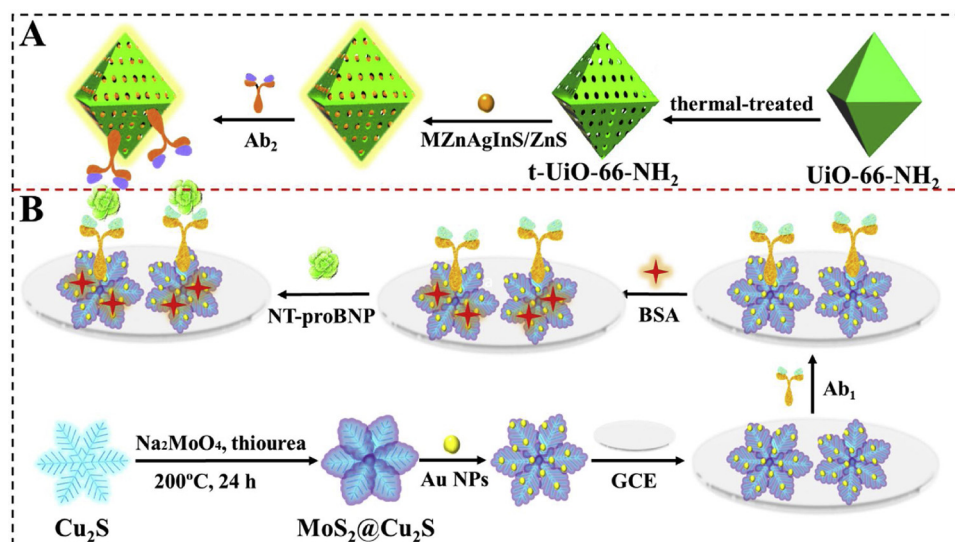 A
thermal-treated
Ab₂
MZnAgInS/ZnS
t-UiO-66-NH₂
UiO-66-NH₂
B
NT-proBNP
BSA
Ab₁
Na₂MoO₄, thiourea
200ºC, 24 h
Au NPs
GCE
Cu₂S
MoS₂@Cu₂S